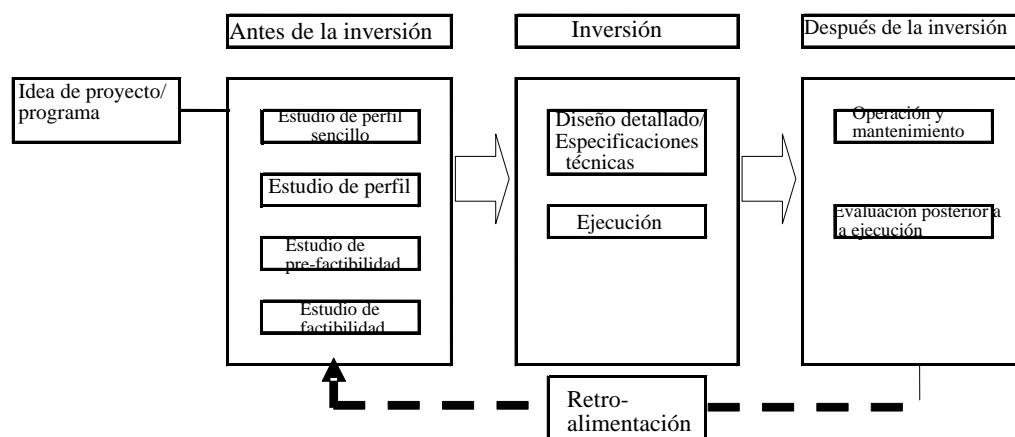 Antes de la inversión
Inversión
Después de la inversión
Idea de proyecto/
programa
Estudio de perfil
sencillo
Estudio de perfil
Estudio de
pre-factibilidad
Estudio de
factibilidad
Diseño detallado/
Especificaciones
técnicas
Ejecución
Operación y
mantenimiento
Evaluación posterior a
la ejecución
Retro-
alimentación